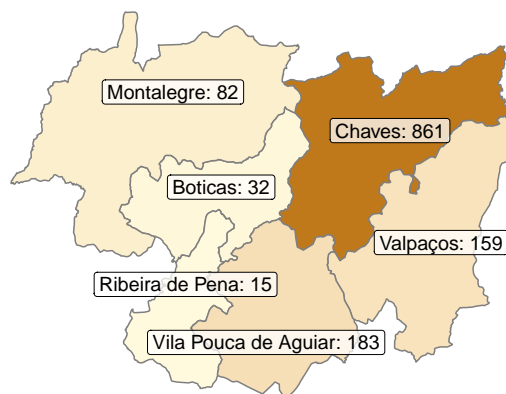 Montalegre: 82
Chaves: 861
Boticas: 32
Valpaços: 159
Ribeira de Pena: 15
Vila Pouca de Aguiar: 183